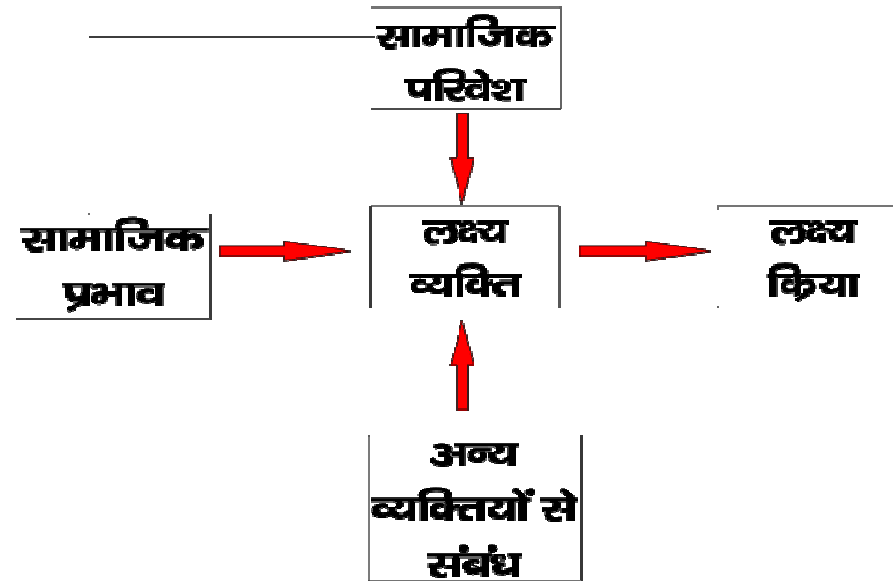 सामाजिक
परिवेश
सामाजिक
प्रभाव
लक्ष्य
व्यक्ति
लक्ष्य
क्रिया
अन्य
व्यक्तियों से
संबंध